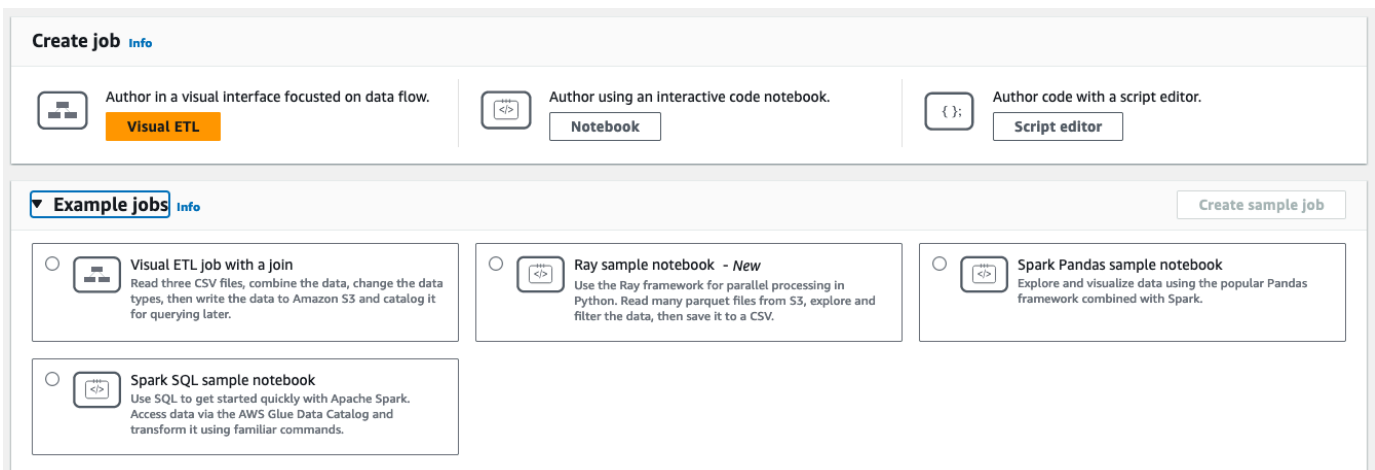 Create job Info
Author in a visual interface focusted on data flow.
Visual ETL
Author using an interactive code notebook.
Notebook
Author code with a script editor.
Script editor
Example jobs Info
Create sample job
Visual ETL job with a join
Read three CSV files, combine the data, change the data
types, then write the data to Amazon S3 and catalog it
for querying later.
Ray sample notebook - New
Use the Ray framework for parallel processing in
Python. Read many parquet files from S3, explore and
filter the data, then save it to a CSV.
Spark Pandas sample notebook
Explore and visualize data using the popular Pandas
framework combined with Spark.
Spark SQL sample notebook
Use SQL to get started quickly with Apache Spark.
Access data via the AWS Glue Data Catalog and
transform it using familiar commands.